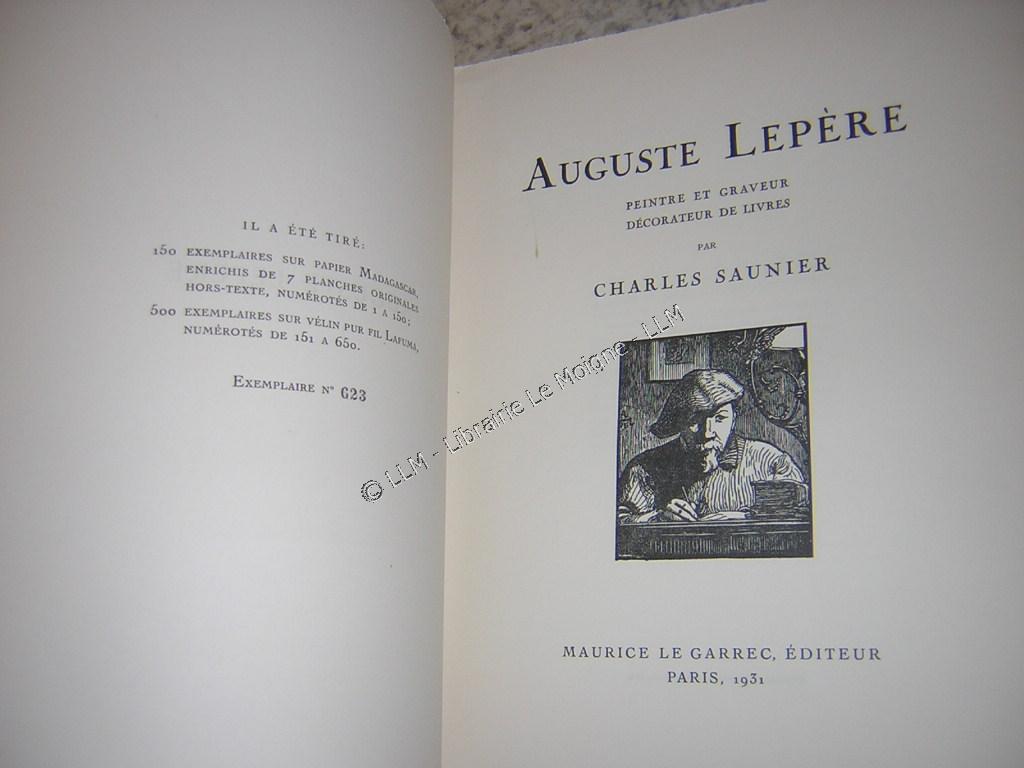 IL A ÉTÉ TIRÉ:
150 EXEMPLAIRES SUR PAPIER MADAGASCAR,
ENRICHIS DE 7 PLANCHES ORIGINALES
HORS-TEXTE, NUMÉROTÉS DE 1 A 150;
500 EXEMPLAIRES SUR VÉLIN PUR FIL LAFUMA,
NUMÉROTÉS DE 151 A 650.
EXEMPLAIRE N° 623
AUGUSTE LEPÈRE
PEINTRE ET GRAVEUR
DÉCORATEUR DE LIVRES
PAR
CHARLES SAUNIER
MAURICE LE GARREC, ÉDITEUR
PARIS, 1931
© LLM - Librairie Le Moigne - LLM